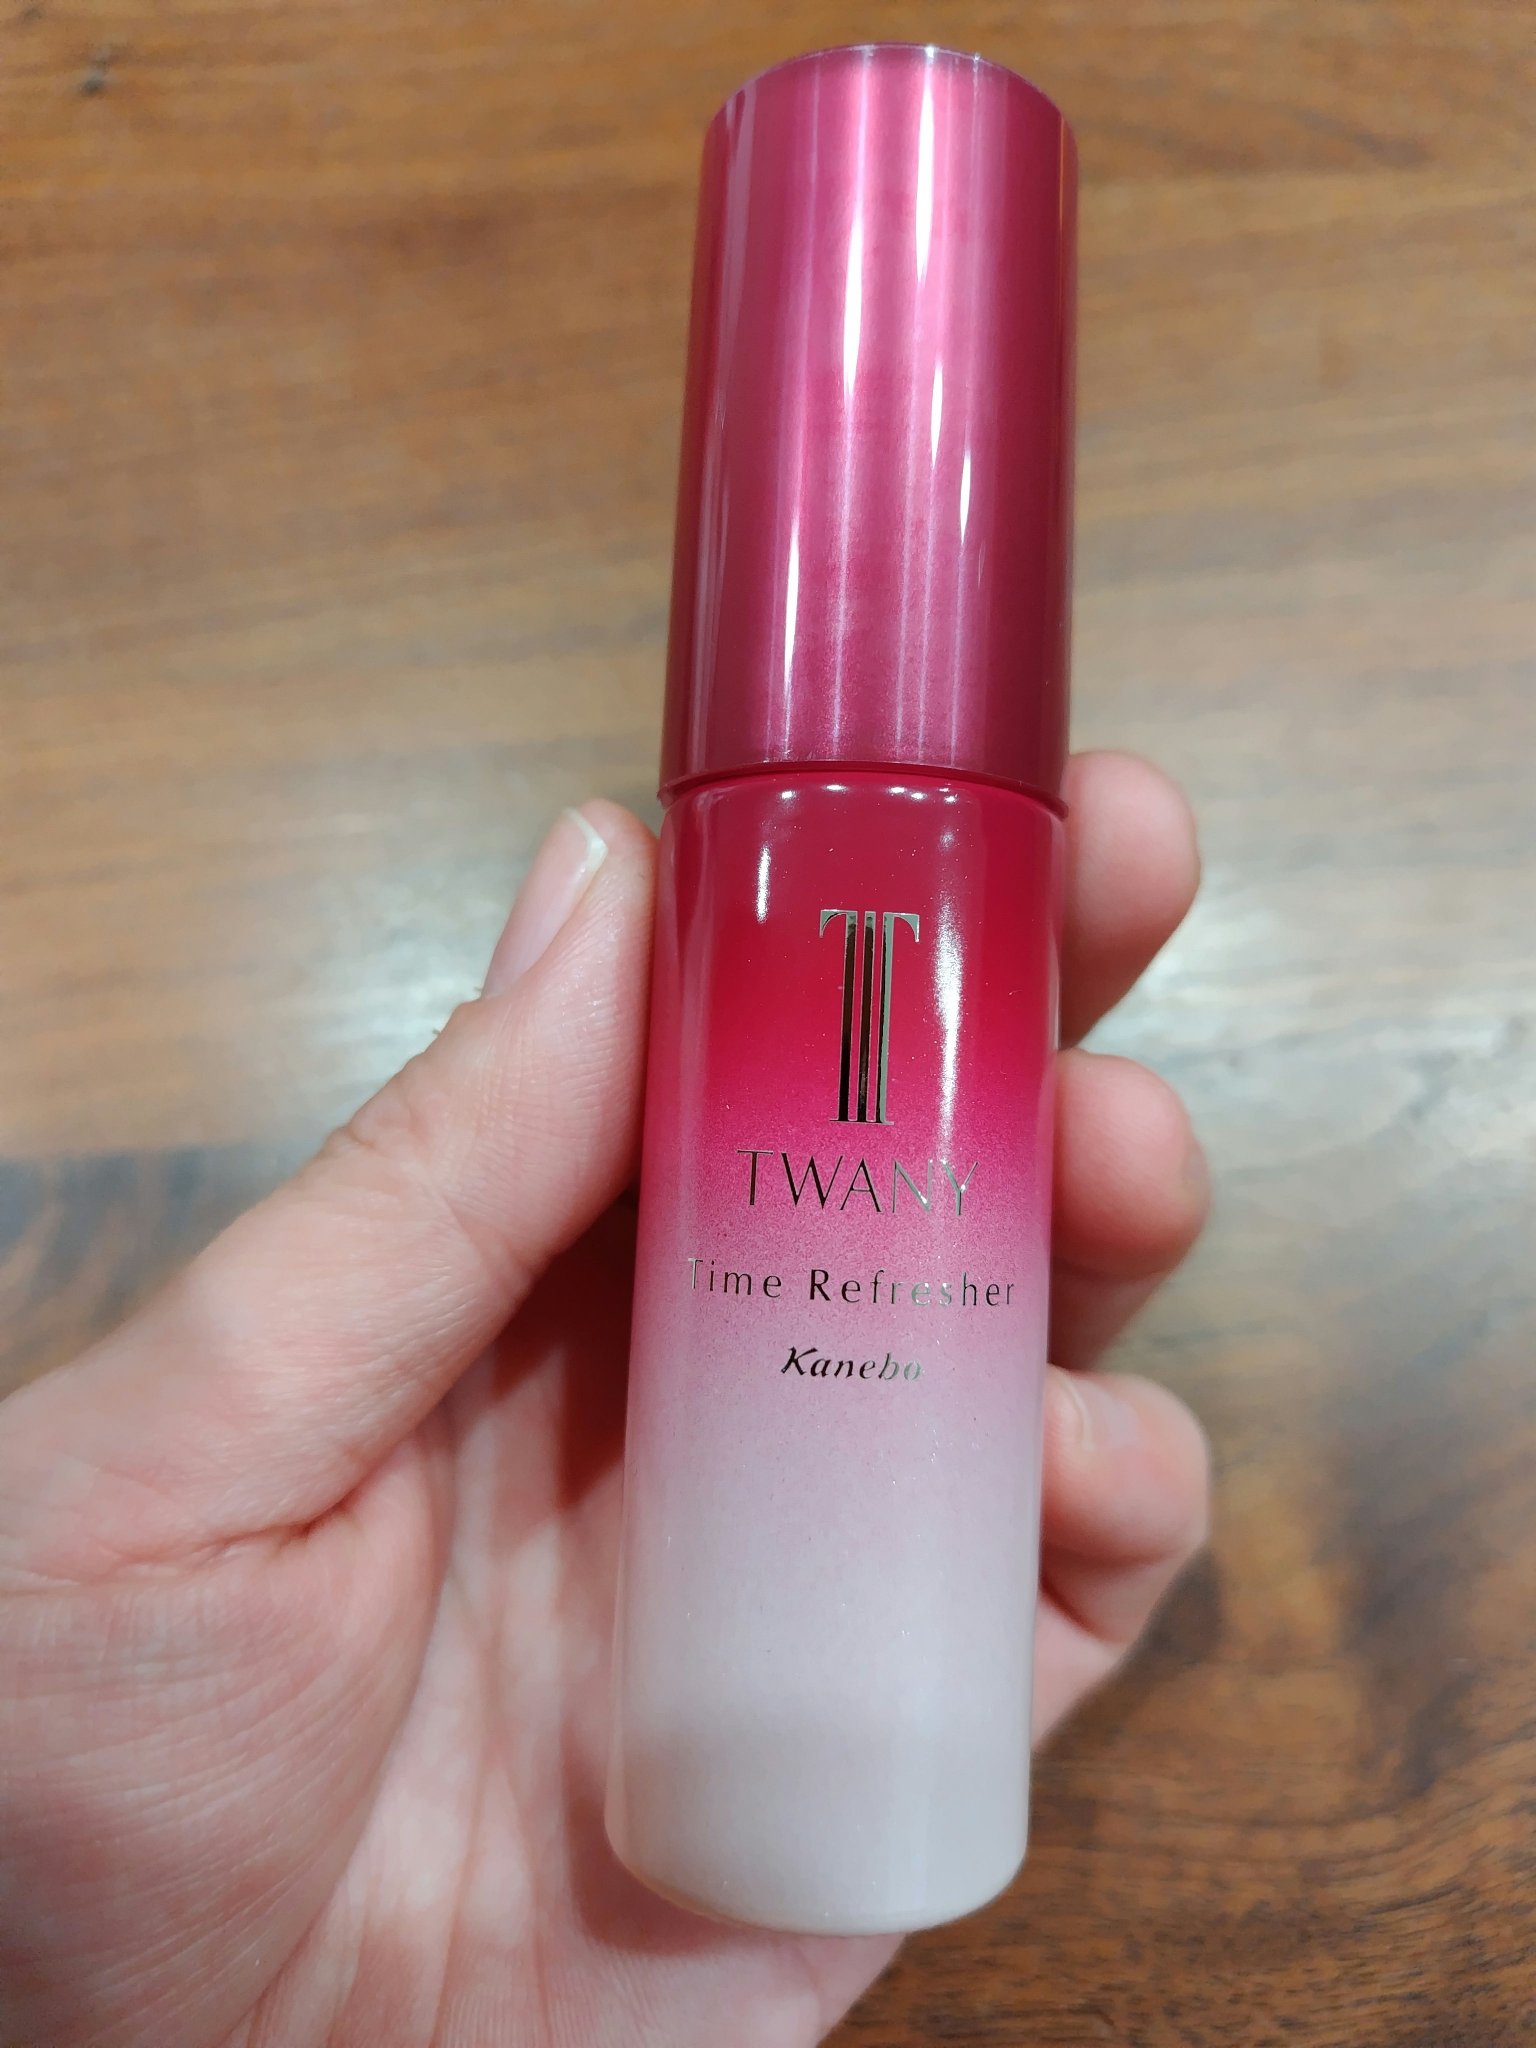 T
TWANY
Time Refresher
Kanebo